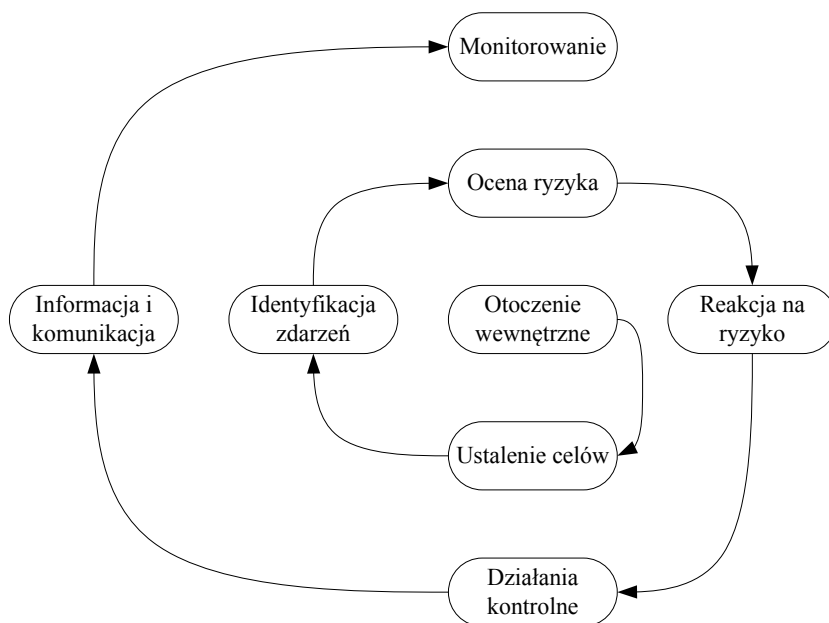 Monitorowanie
Ocena ryzyka
Informacja i
komunikacja
Identyfikacja
zdarzeń
Otoczenie
wewnętrzne
Reakcja na
ryzyko
Ustalenie celów
Działania
kontrolne